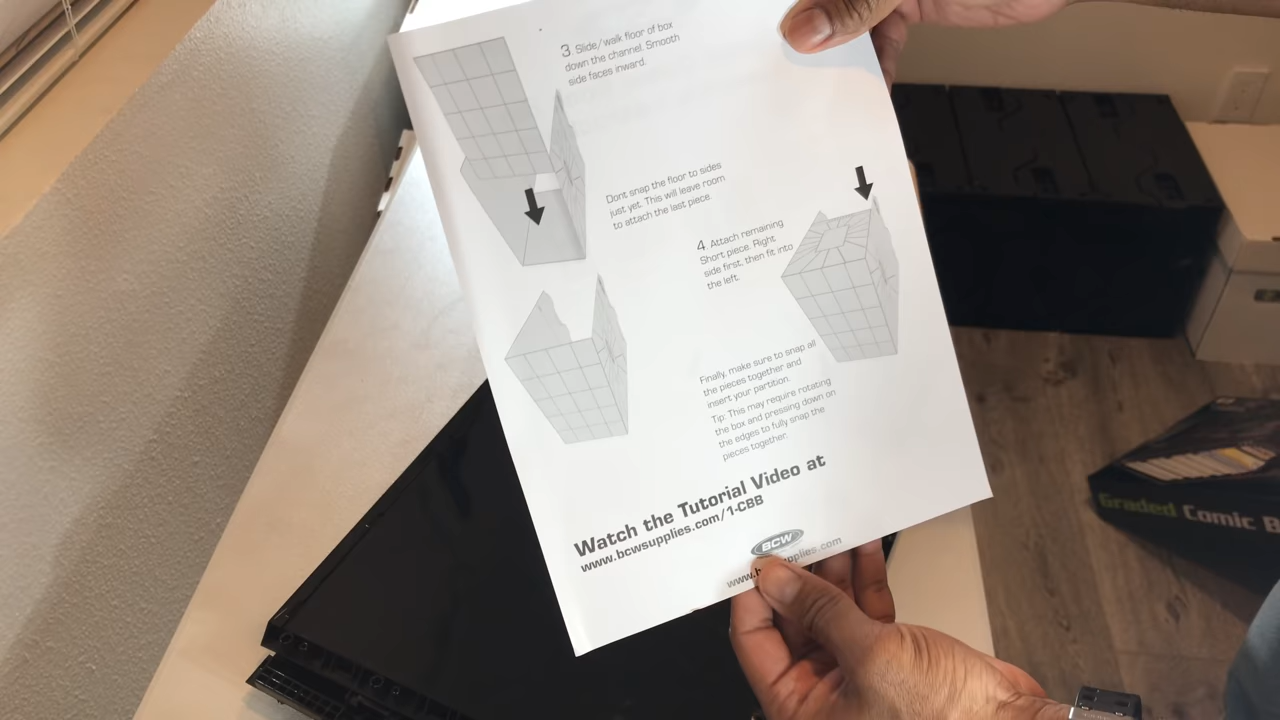 3 Slide/walk floor of box
down the channel. Smooth
side faces inward.
Dont snap the floor to sides
just yet. This will leave room
to attach the last piece.
4. Attach remaining
Short piece. Right
side first, then fit into
the left.
Finally, make sure to snap all
the pieces together and
insert your partition.
Tip: This may require rotating
the box and pressing down on
the edges to fully snap the
pieces together.
Watch the Tutorial Video at
www.bcwsupplies.com/1-CBB
BCW
Graded Comic